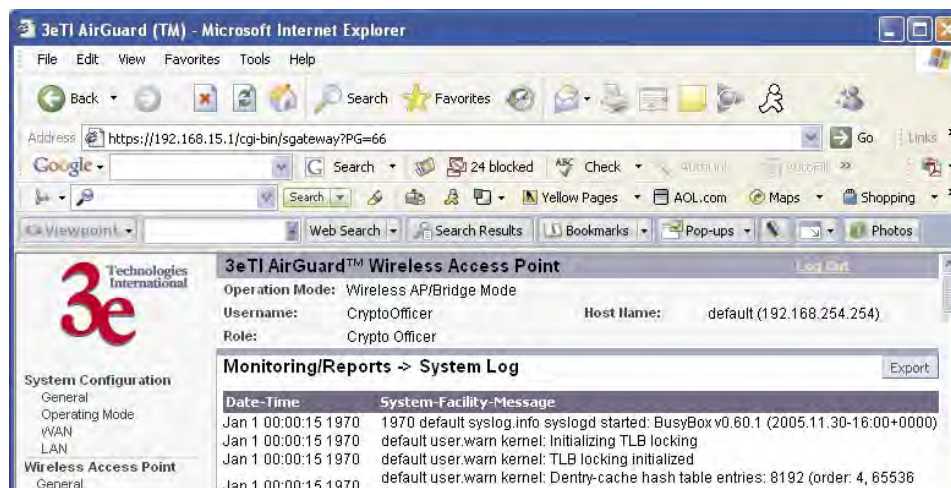 3eTI AirGuard (TM) - Microsoft Internet Explorer
File Edit View Favorites Tools Help
Back Search Favorites
Address https://192.168.15.1/cgi-bin/sgateway?PG=66 Go Links
Google Search 24 blocked ABC Check AutoLink AutoFill
Search Yellow Pages AOL.com Maps Shopping
Viewpoint Web Search Search Results Bookmarks Pop-ups Photos
3e Technologies International
3eTI AirGuard™ Wireless Access Point Log Out
Operation Mode: Wireless AP/Bridge Mode
Username: CryptoOfficer Host Name: default (192.168.254.254)
Role: Crypto Officer
Monitoring/Reports -> System Log Export
System Configuration
General
Operating Mode
WAN
LAN
Wireless Access Point
General
Date-Time System-Facility-Message
Jan 1 00:00:15 1970 1970 default syslog.info syslogd started: BusyBox v0.60.1 (2005.11.30-16:00+0000)
Jan 1 00:00:15 1970 default user.warn kernel: Initializing TLB locking
Jan 1 00:00:15 1970 default user.warn kernel: TLB locking initialized
Jan 1 00:00:15 1970 default user.warn kernel: Dentry-cache hash table entries: 8192 (order: 4, 65536